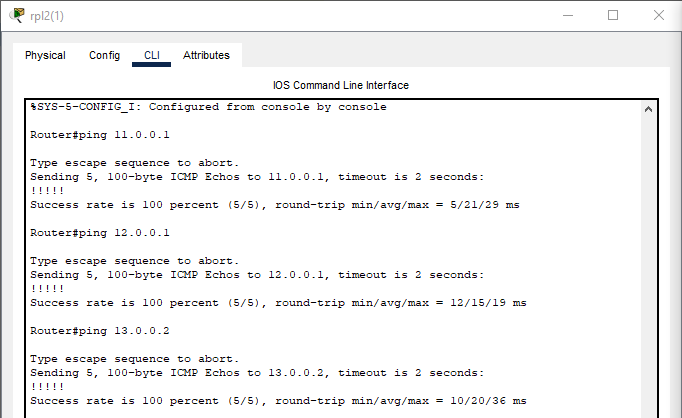 rpl2(1)
Physical Config CLI Attributes
IOS Command Line Interface
%SYS-5-CONFIG_I: Configured from console by console
Router#ping 11.0.0.1
Type escape sequence to abort.
Sending 5, 100-byte ICMP Echos to 11.0.0.1, timeout is 2 seconds:
!!!!!
Success rate is 100 percent (5/5), round-trip min/avg/max = 5/21/29 ms
Router#ping 12.0.0.1
Type escape sequence to abort.
Sending 5, 100-byte ICMP Echos to 12.0.0.1, timeout is 2 seconds:
!!!!!
Success rate is 100 percent (5/5), round-trip min/avg/max = 12/15/19 ms
Router#ping 13.0.0.2
Type escape sequence to abort.
Sending 5, 100-byte ICMP Echos to 13.0.0.2, timeout is 2 seconds:
!!!!!
Success rate is 100 percent (5/5), round-trip min/avg/max = 10/20/36 ms